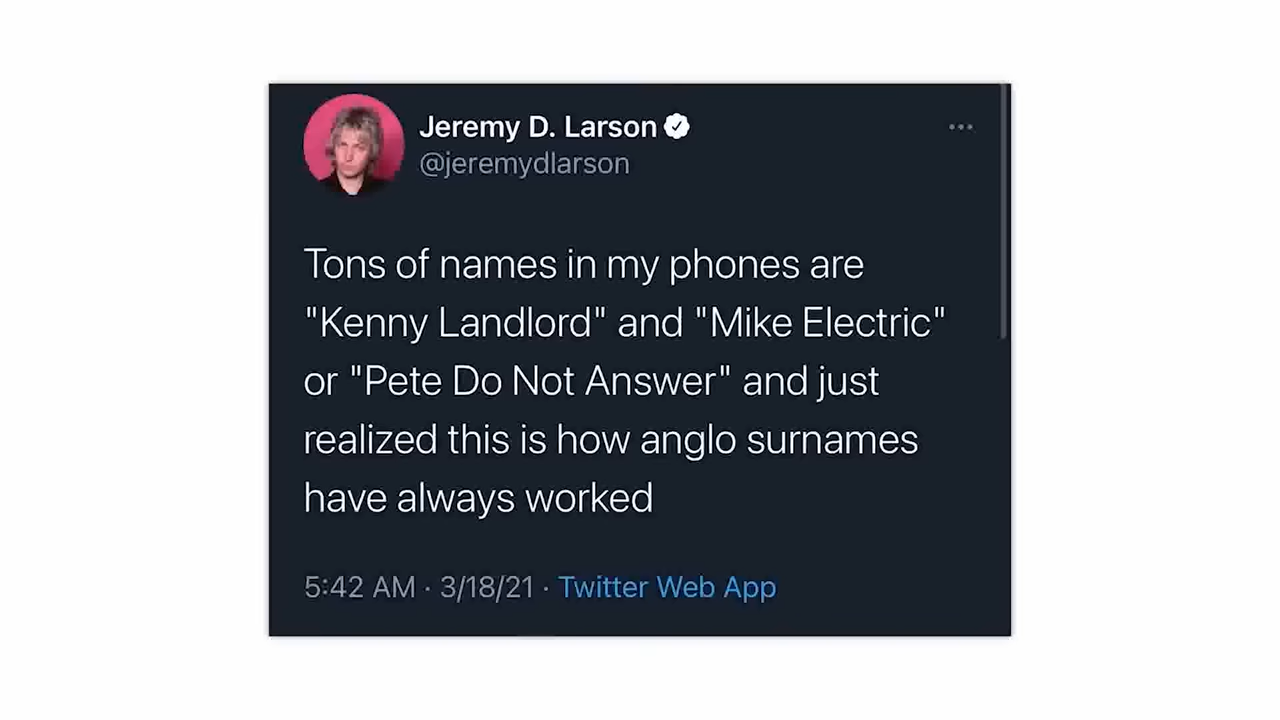 Jeremy D. Larson
@jeremydlarson
Tons of names in my phones are
"Kenny Landlord" and "Mike Electric"
or "Pete Do Not Answer" and just
realized this is how anglo surnames
have always worked
5:42 AM · 3/18/21 · Twitter Web App